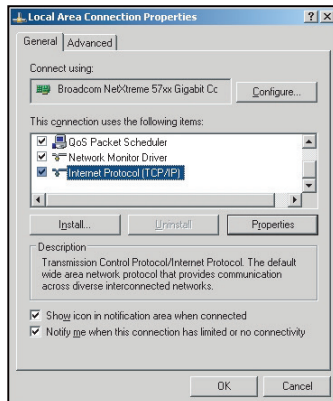 Local Area Connection Properties
General Advanced
Connect using:
Broadcom NetXtreme 57xx Gigabit Cc
Configure...
This connection uses the following items:
QoS Packet Scheduler
Network Monitor Driver
Internet Protocol (TCP/IP)
Install... Uninstall Properties
Description
Transmission Control Protocol/Internet Protocol. The default
wide area network protocol that provides communication
across diverse interconnected networks.
Show icon in notification area when connected
Notify me when this connection has limited or no connectivity
OK Cancel